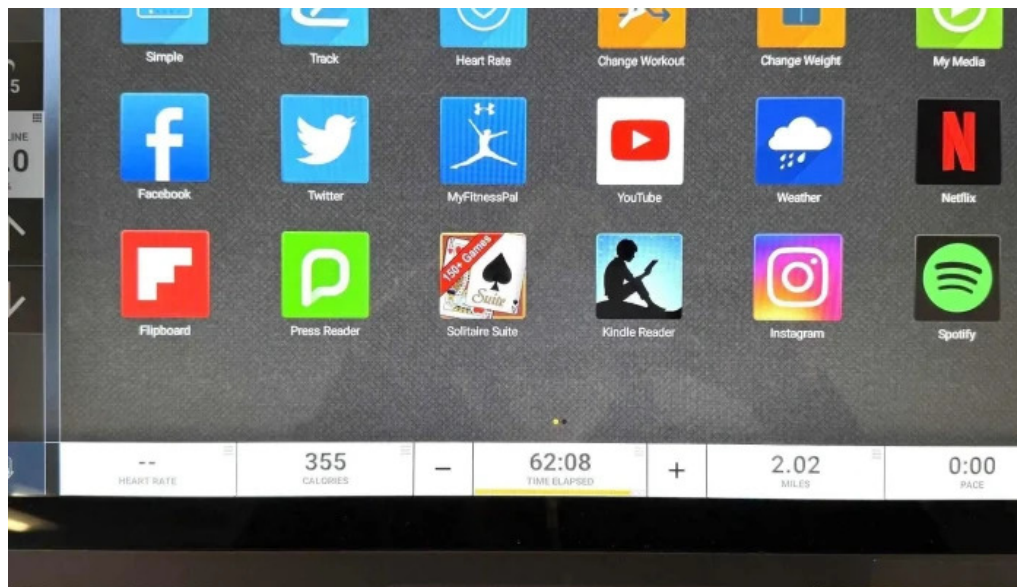 Simple
Track
Heart Rate
Change Workout
Change Weight
My Media
5
LINE
.0
f
Facebook
Twitter
MyFitnessPal
YouTube
Weather
N
Netflix
Flipboard
Press Reader
150+ Games
Suite
Solitaire Suite
Kindle Reader
Instagram
Spotify
--
HEART RATE
355
CALORIES
−
62:08
TIME ELAPSED
+
2.02
MILES
0:00
PACE